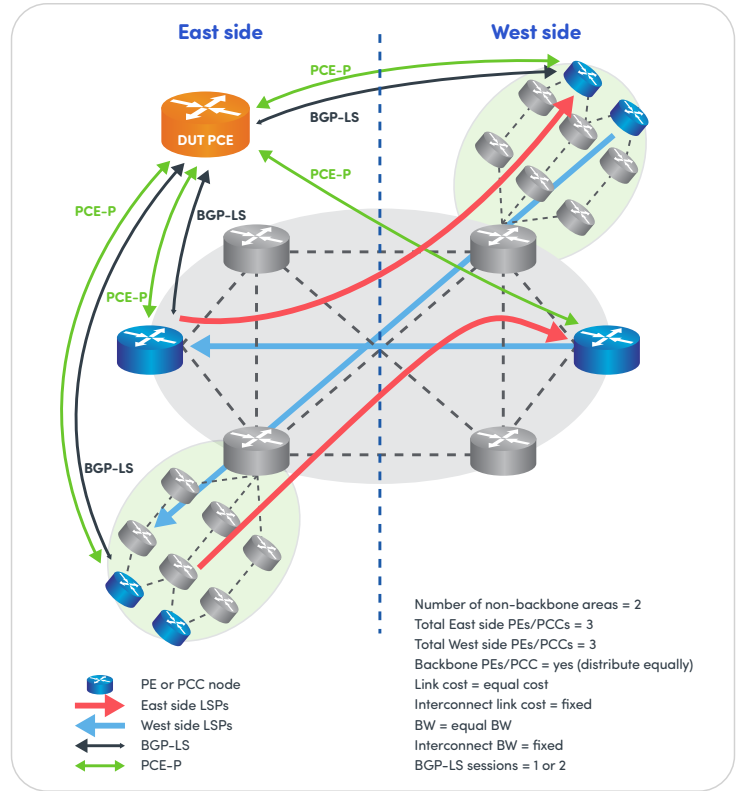 East side
West side
PCE-P
BGP-LS
DUT PCE
PCE-P
PCE-P
BGP-LS
PCE-P
BGP-LS
Number of non-backbone areas = 2
Total East side PEs/PCCs = 3
Total West side PEs/PCCs = 3
Backbone PEs/PCC = yes (distribute equally)
Link cost = equal cost
Interconnect link cost = fixed
BW = equal BW
Interconnect BW = fixed
BGP-LS sessions = 1 or 2
PE or PCC node
East side LSPs
West side LSPs
BGP-LS
PCE-P